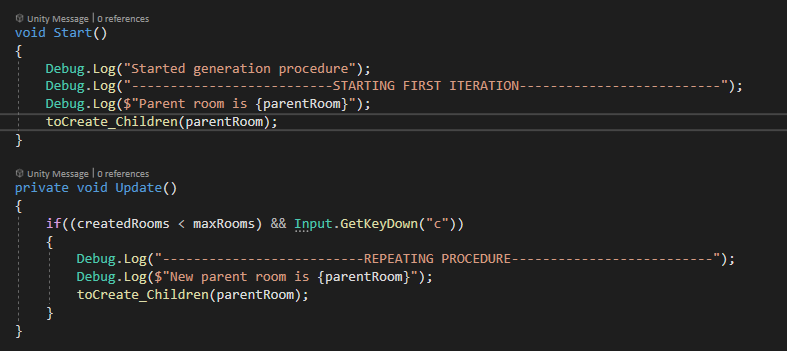 Unity Message | 0 references
void Start()
{
Debug.Log("Started generation procedure");
Debug.Log("--------------------------STARTING FIRST ITERATION--------------------------");
Debug.Log($"Parent room is {parentRoom}");
toCreate_Children(parentRoom);
}
Unity Message | 0 references
private void Update()
{
if((createdRooms < maxRooms) && Input.GetKeyDown("c"))
{
Debug.Log("--------------------------REPEATING PROCEDURE--------------------------");
Debug.Log($"New parent room is {parentRoom}");
toCreate_Children(parentRoom);
}
}